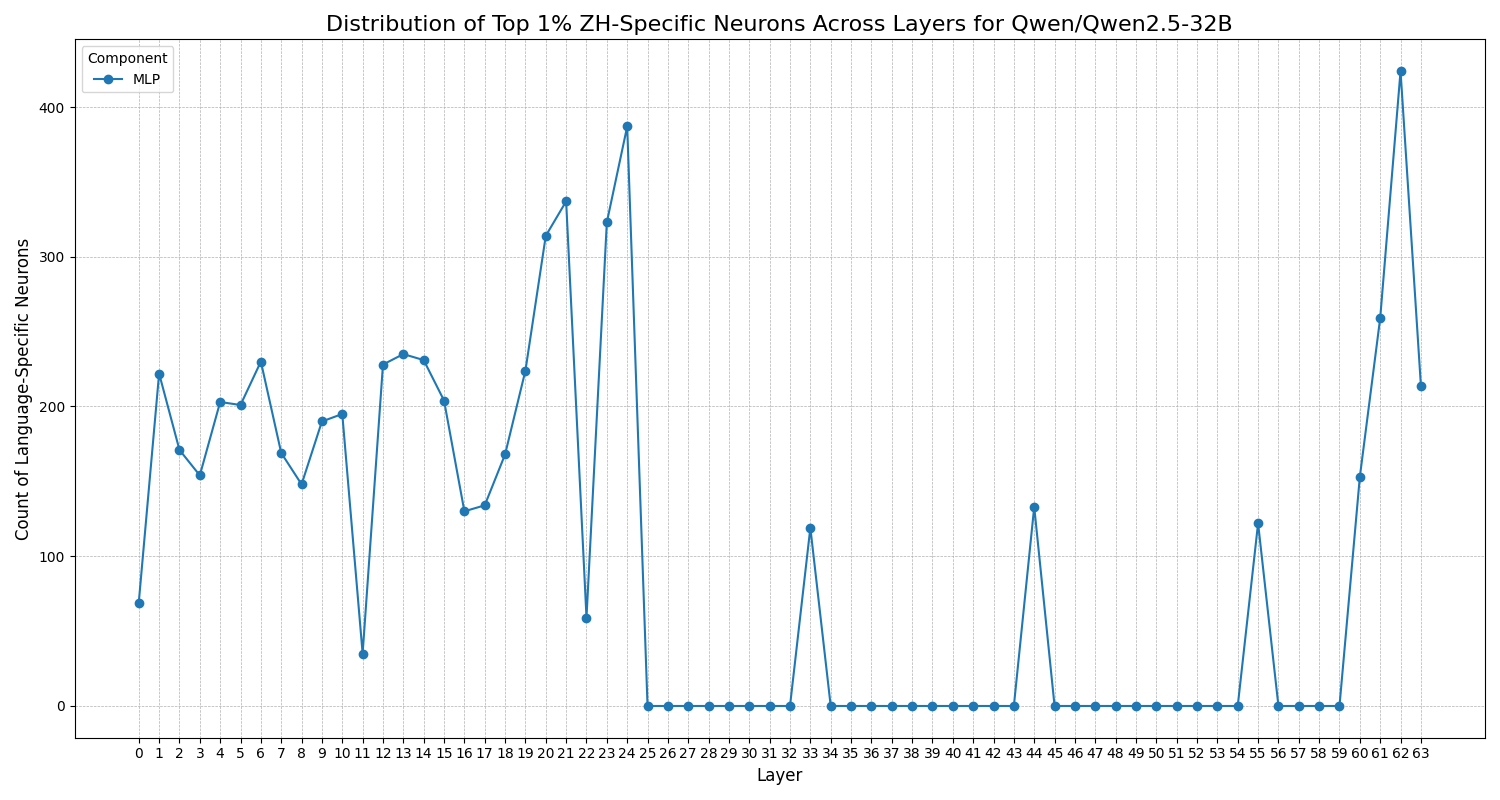 Distribution of Top 1% ZH-Specific Neurons Across Layers for Qwen/Qwen2.5-32B
Component
MLP
Count of Language-Specific Neurons
400
300
200
100
0
0 1 2 3 4 5 6 7 8 9 10 11 12 13 14 15 16 17 18 19 20 21 22 23 24 25 26 27 28 29 30 31 32 33 34 35 36 37 38 39 40 41 42 43 44 45 46 47 48 49 50 51 52 53 54 55 56 57 58 59 60 61 62 63
Layer